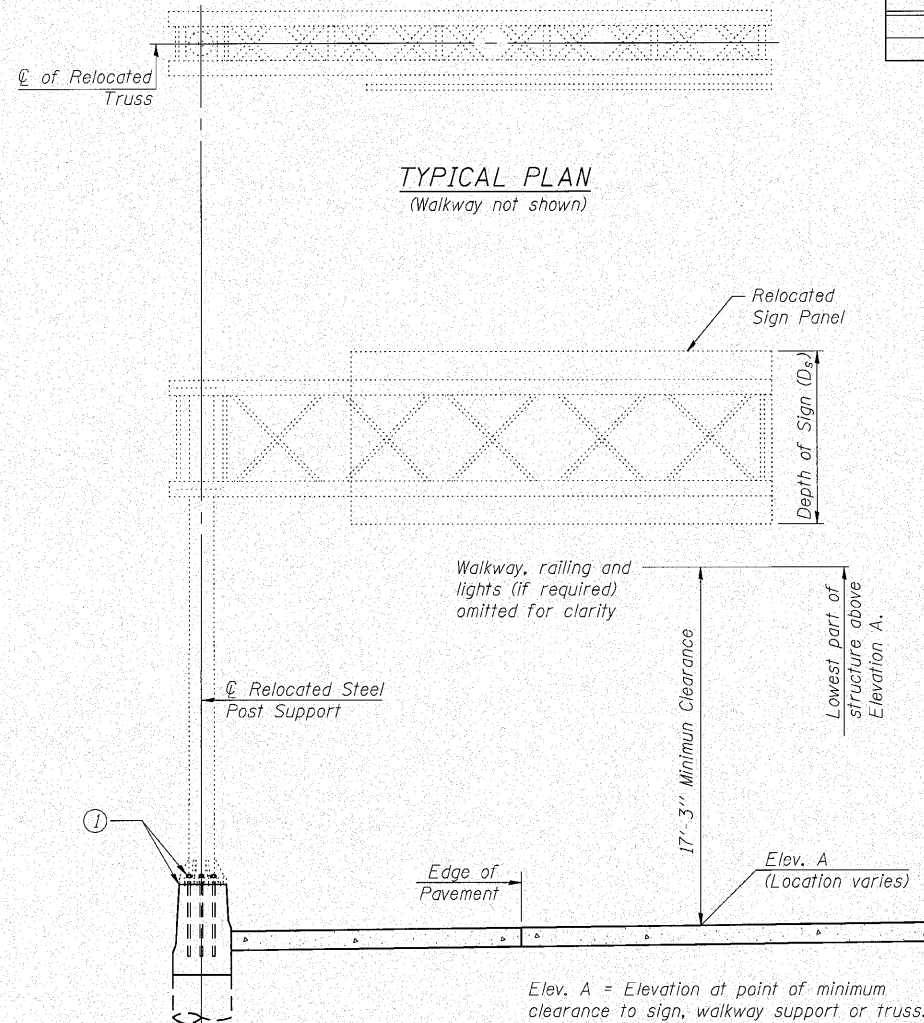 ℄ of Relocated
Truss
TYPICAL PLAN
(Walkway not shown)
Relocated
Sign Panel
Depth of Sign (Ds)
Walkway, railing and
lights (if required)
omitted for clarity
17'-3" Minimun Clearance
Lowest part of
structure above
Elevation A.
℄ Relocated Steel
Post Support
1
Edge of
Pavement
Elev. A
(Location varies)
Elev. A = Elevation at point of minimum
clearance to sign, walkway support or truss.